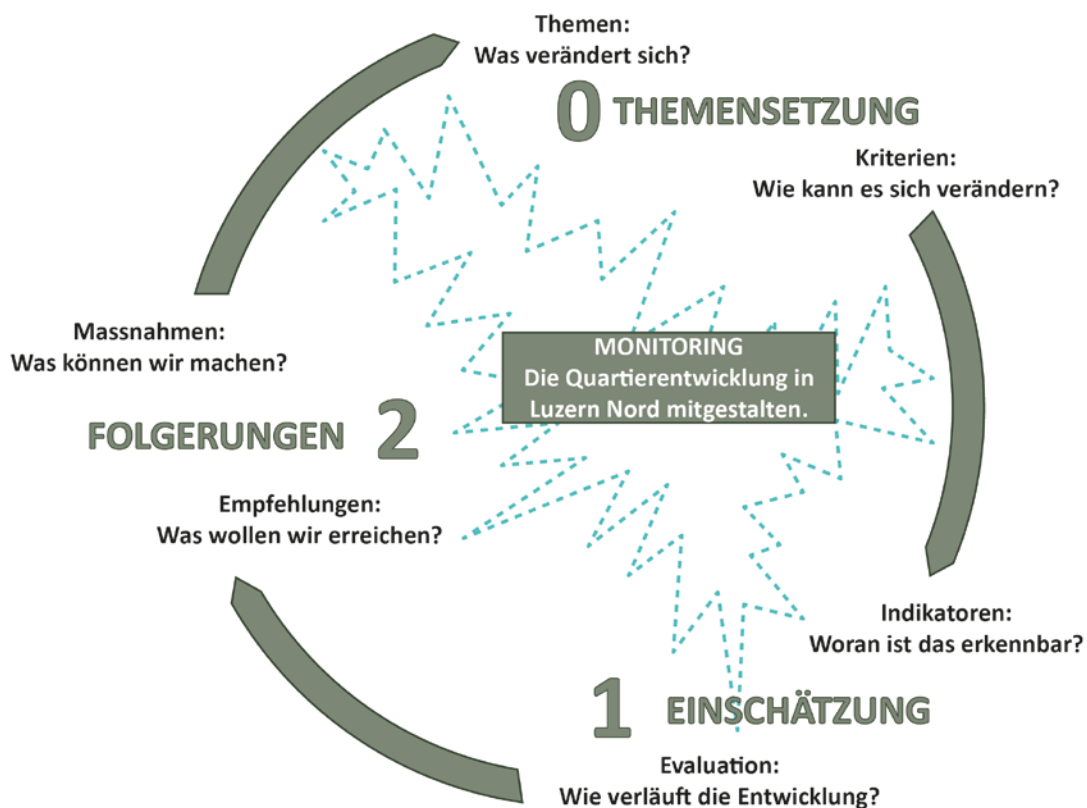 Themen:
Was verändert sich?
0 THEMENSETZUNG
Kriterien:
Wie kann es sich verändern?
MONITORING
Die Quartierentwicklung in
Luzern Nord mitgestalten.
Massnahmen:
Was können wir machen?
FOLGERUNGEN 2
Empfehlungen:
Was wollen wir erreichen?
Indikatoren:
Woran ist das erkennbar?
1 EINSCHÄTZUNG
Evaluation:
Wie verläuft die Entwicklung?